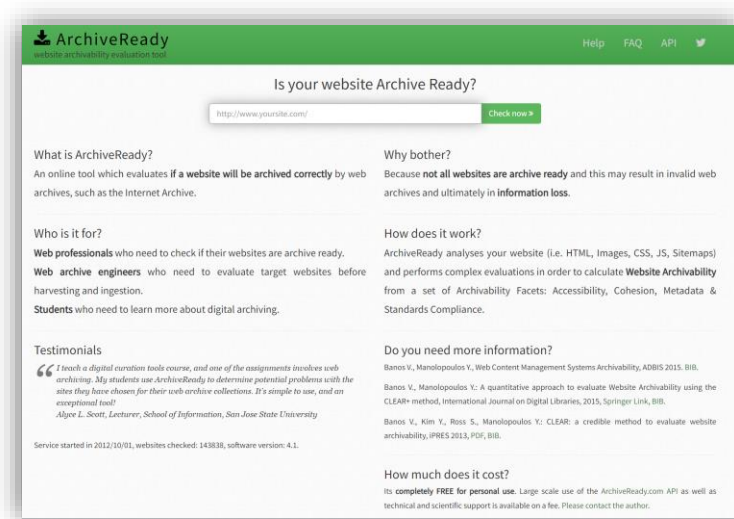 ArchiveReady
website archivability evaluation tool
Help FAQ API
Is your website Archive Ready?
http://www.yoursite.com/
Check now »
What is ArchiveReady?
An online tool which evaluates if a website will be archived correctly by web
archives, such as the Internet Archive.
Why bother?
Because not all websites are archive ready and this may result in invalid web
archives and ultimately in information loss.
Who is it for?
Web professionals who need to check if their websites are archive ready.
Web archive engineers who need to evaluate target websites before
harvesting and ingestion.
Students who need to learn more about digital archiving.
How does it work?
ArchiveReady analyses your website (i.e. HTML, Images, CSS, JS, Sitemaps)
and performs complex evaluations in order to calculate Website Archivability
from a set of Archivability Facets: Accessibility, Cohesion, Metadata &
Standards Compliance.
Testimonials
“ I teach a digital curation tools course, and one of the assignments involves web
archiving. My students use ArchiveReady to determine potential problems with the
sites they have chosen for their web archive collections. It's simple to use, and an
exceptional tool!
Alyce L. Scott, Lecturer, School of Information, San Jose State University
Service started in 2012/10/01, websites checked: 143838, software version: 4.1.
Do you need more information?
Banos V., Manolopoulos Y., Web Content Management Systems Archivability, ADBIS 2015. BIB.
Banos V., Manolopoulos Y.: A quantitative approach to evaluate Website Archivability using the
CLEAR+ method, International Journal on Digital Libraries, 2015, Springer Link, BIB.
Banos V., Kim Y., Ross S., Manolopoulos Y.: CLEAR: a credible method to evaluate website
archivability, iPRES 2013, PDF, BIB.
How much does it cost?
Its completely FREE for personal use. Large scale use of the ArchiveReady.com API as well as
technical and scientific support is available on a fee. Please contact the author.